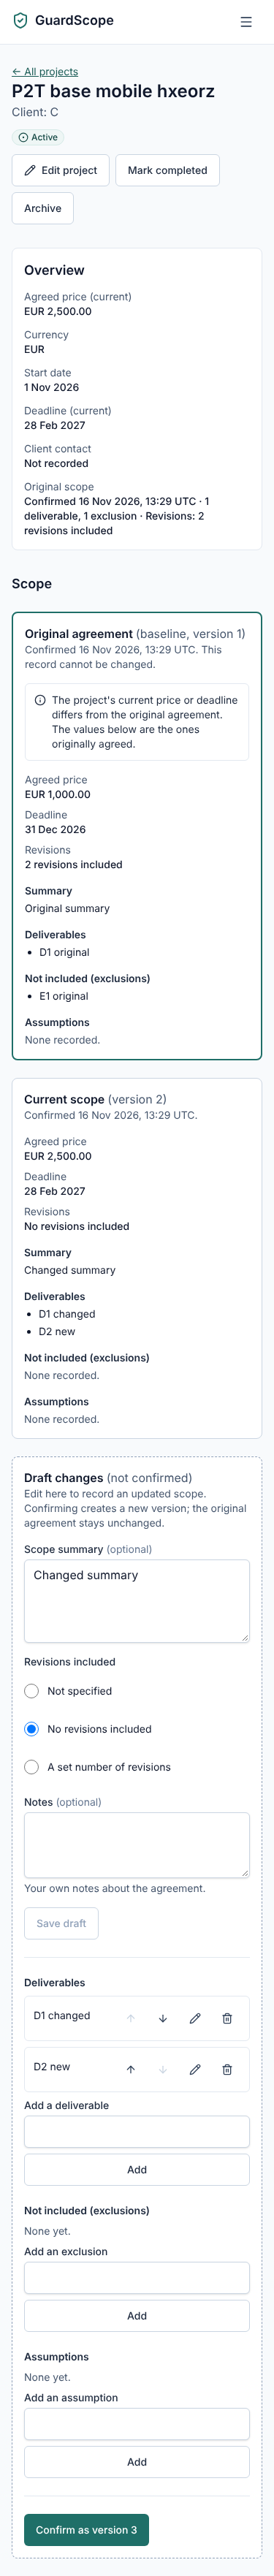 GuardScope
← All projects
P2T base mobile hxeorz
Client: C
Active
Edit project
Mark completed
Archive
Overview
Agreed price (current)
EUR 2,500.00
Currency
EUR
Start date
1 Nov 2026
Deadline (current)
28 Feb 2027
Client contact
Not recorded
Original scope
Confirmed 16 Nov 2026, 13:29 UTC · 1
deliverable, 1 exclusion · Revisions: 2
revisions included
Scope
Original agreement (baseline, version 1)
Confirmed 16 Nov 2026, 13:29 UTC. This
record cannot be changed.
The project's current price or deadline
differs from the original agreement.
The values below are the ones
originally agreed.
Agreed price
EUR 1,000.00
Deadline
31 Dec 2026
Revisions
2 revisions included
Summary
Original summary
Deliverables
• D1 original
Not included (exclusions)
• E1 original
Assumptions
None recorded.
Current scope (version 2)
Confirmed 16 Nov 2026, 13:29 UTC.
Agreed price
EUR 2,500.00
Deadline
28 Feb 2027
Revisions
No revisions included
Summary
Changed summary
Deliverables
• D1 changed
• D2 new
Not included (exclusions)
None recorded.
Assumptions
None recorded.
Draft changes (not confirmed)
Edit here to record an updated scope.
Confirming creates a new version; the original
agreement stays unchanged.
Scope summary (optional)
Changed summary
Revisions included
Not specified
No revisions included
A set number of revisions
Notes (optional)
Your own notes about the agreement.
Save draft
Deliverables
D1 changed
D2 new
Add a deliverable
Add
Not included (exclusions)
None yet.
Add an exclusion
Add
Assumptions
None yet.
Add an assumption
Add
Confirm as version 3